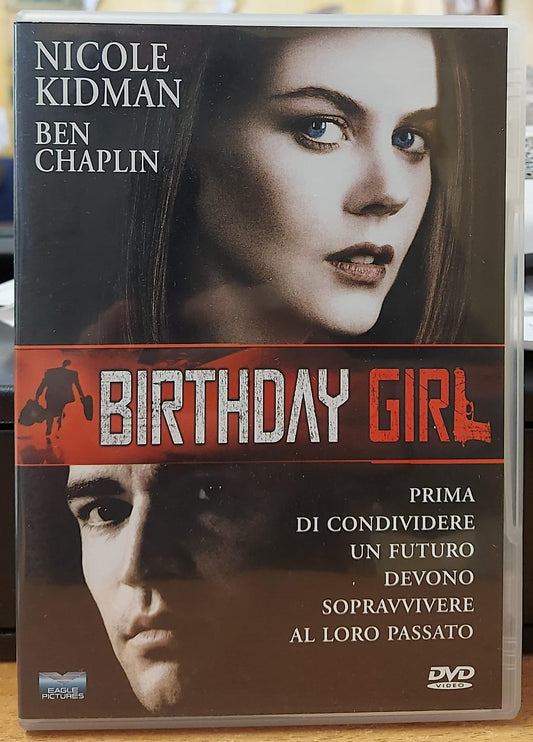 NICOLE
KIDMAN
BEN
CHAPLIN
BIRTHDAY GIRL
PRIMA
DI CONDIVIDERE
UN FUTURO
DEVONO
SOPRAVVIVERE
AL LORO PASSATO
EAGLE
PICTURES
DVD
VIDEO